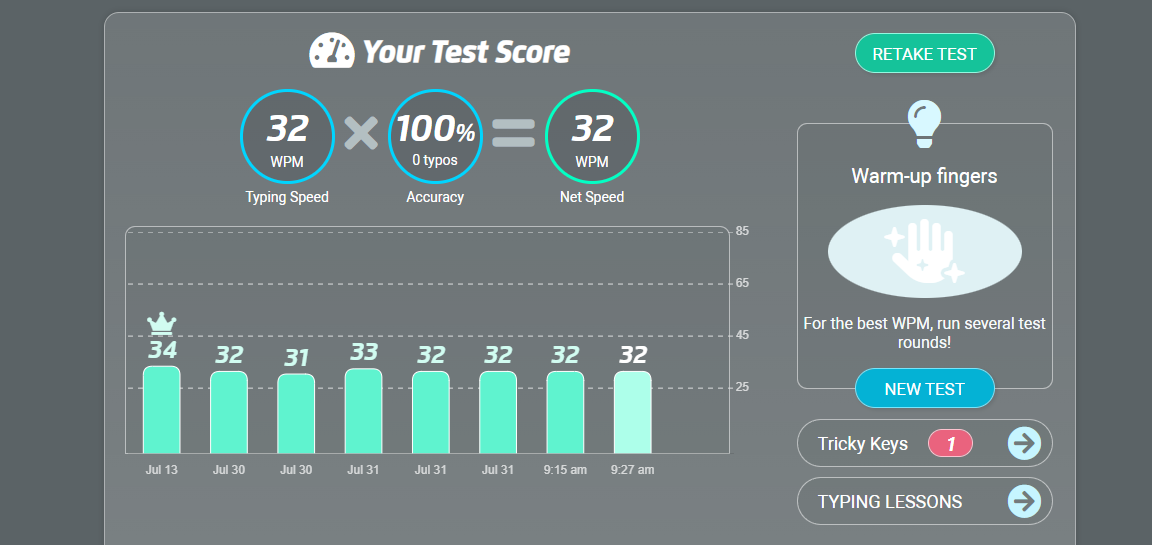 Your Test Score
RETAKE TEST
32
WPM
Typing Speed
100%
0 typos
Accuracy
32
WPM
Net Speed
85
65
45
25
34
32
31
33
32
32
32
32
Jul 13
Jul 30
Jul 30
Jul 31
Jul 31
Jul 31
9:15 am
9:27 am
Warm-up fingers
For the best WPM, run several test
rounds!
NEW TEST
Tricky Keys 1
TYPING LESSONS